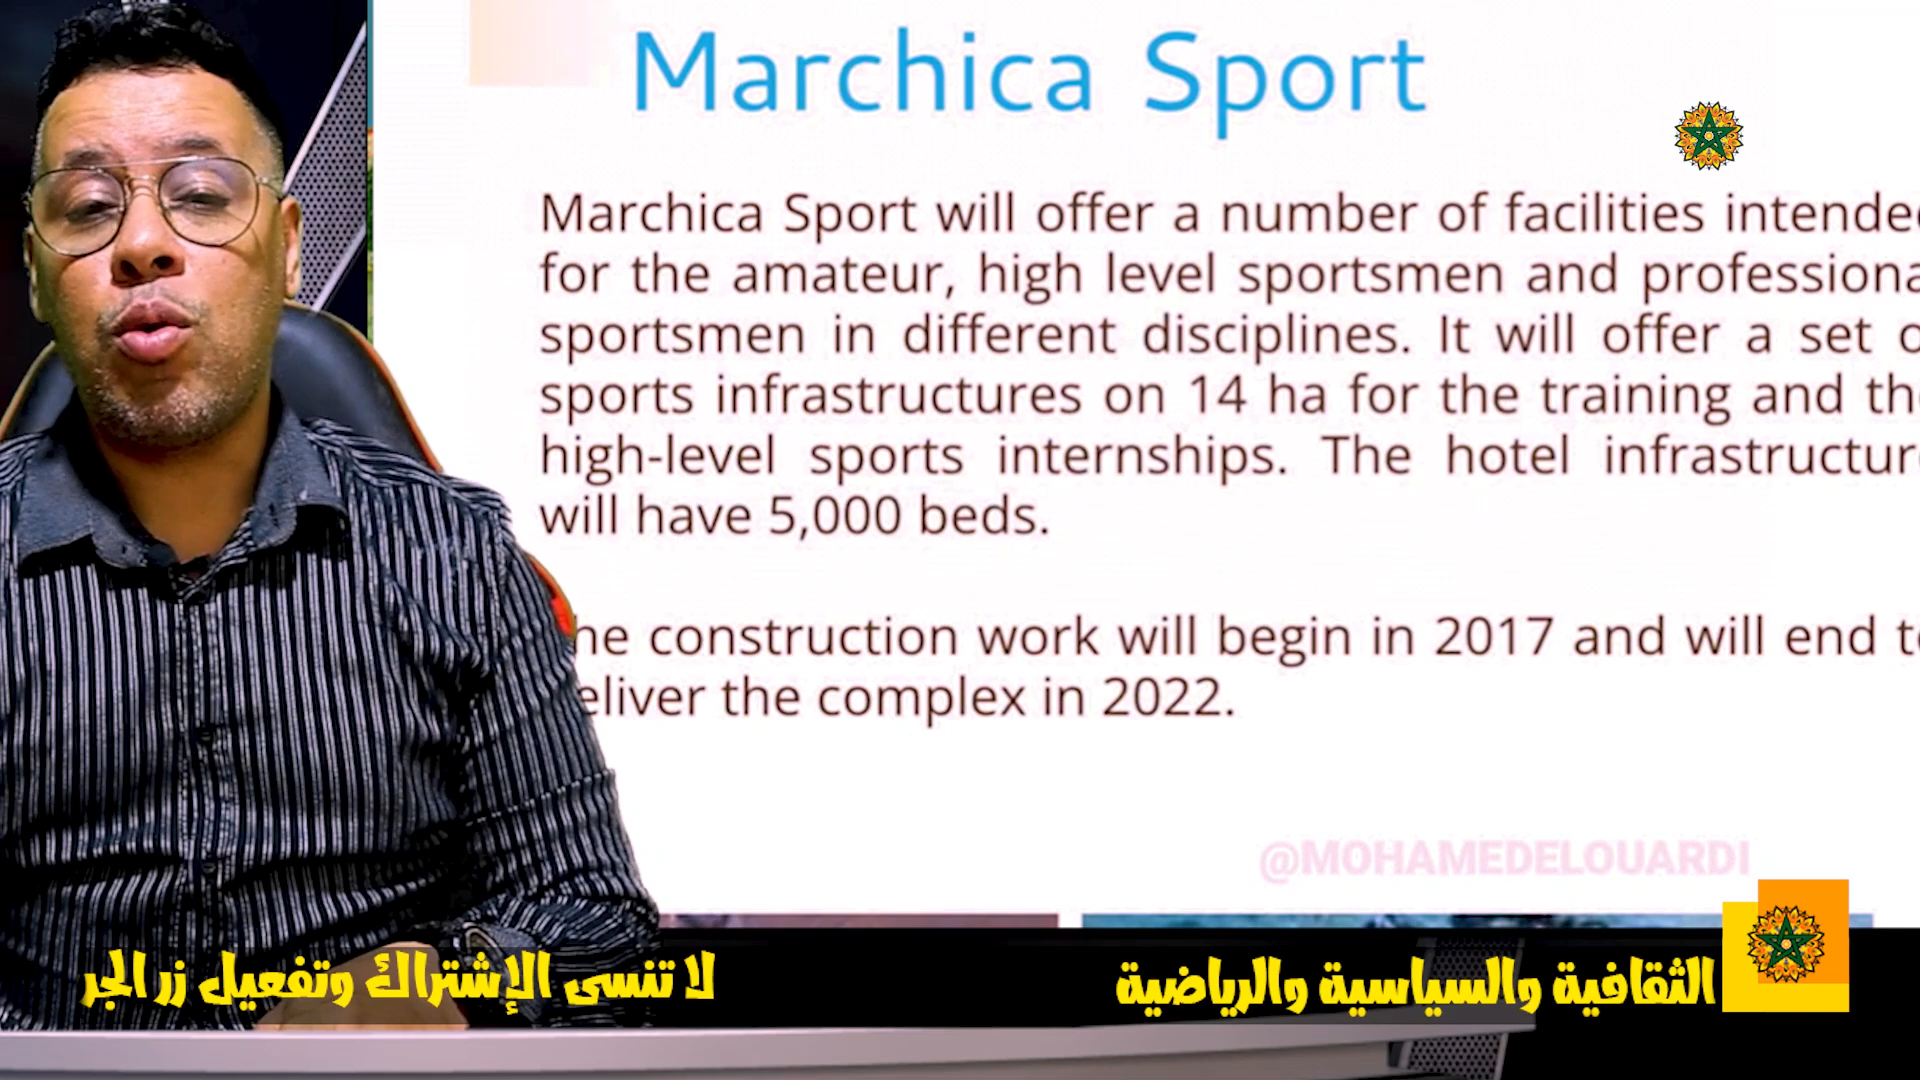 Marchica Sport
Marchica Sport will offer a number of facilities intende
for the amateur, high level sportsmen and professiona
sportsmen in different disciplines. It will offer a set o
sports infrastructures on 14 ha for the training and th
high-level sports internships. The hotel infrastructur
will have 5,000 beds.
he construction work will begin in 2017 and will end t
eliver the complex in 2022.
@MOHAMEDELOUARDI
الثقافية والسياسية والرياضية
لا تنسى الإشتراك وتفعيل زر الجر